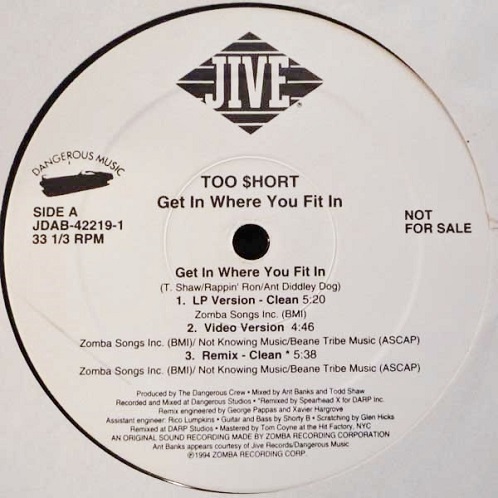 JIVE
DANGEROUS MUSIC
TOO $HORT
Get In Where You Fit In
SIDE A
JDAB-42219-1
33 1/3 RPM
NOT
FOR SALE
Get In Where You Fit In
(T. Shaw/Rappin' Ron/Ant Diddley Dog)
1. LP Version - Clean 5:20
Zomba Songs Inc. (BMI)
2. Video Version 4:46
Zomba Songs Inc. (BMI)/ Not Knowing Music/Beane Tribe Music (ASCAP)
3. Remix - Clean * 5:38
Zomba Songs Inc. (BMI)/ Not Knowing Music/Beane Tribe Music (ASCAP)
Produced by The Dangerous Crew • Mixed by Ant Banks and Todd Shaw
Recorded and Mixed at Dangerous Studios • *Remixed by Spearhead X for DARP Inc.
Remix engineered by George Pappas and Xavier Hargrove
Assistant engineer: Rico Lumpkins • Guitar and Bass by Shorty B • Scratching by Glen Hicks
Remixed at DARP Studios • Mastered by Tom Coyne at the Hit Factory, NYC
AN ORIGINAL SOUND RECORDING MADE BY ZOMBA RECORDING CORPORATION
Ant Banks appears courtesy of Jive Records/Dangerous Music
℗1994 ZOMBA RECORDING CORP.